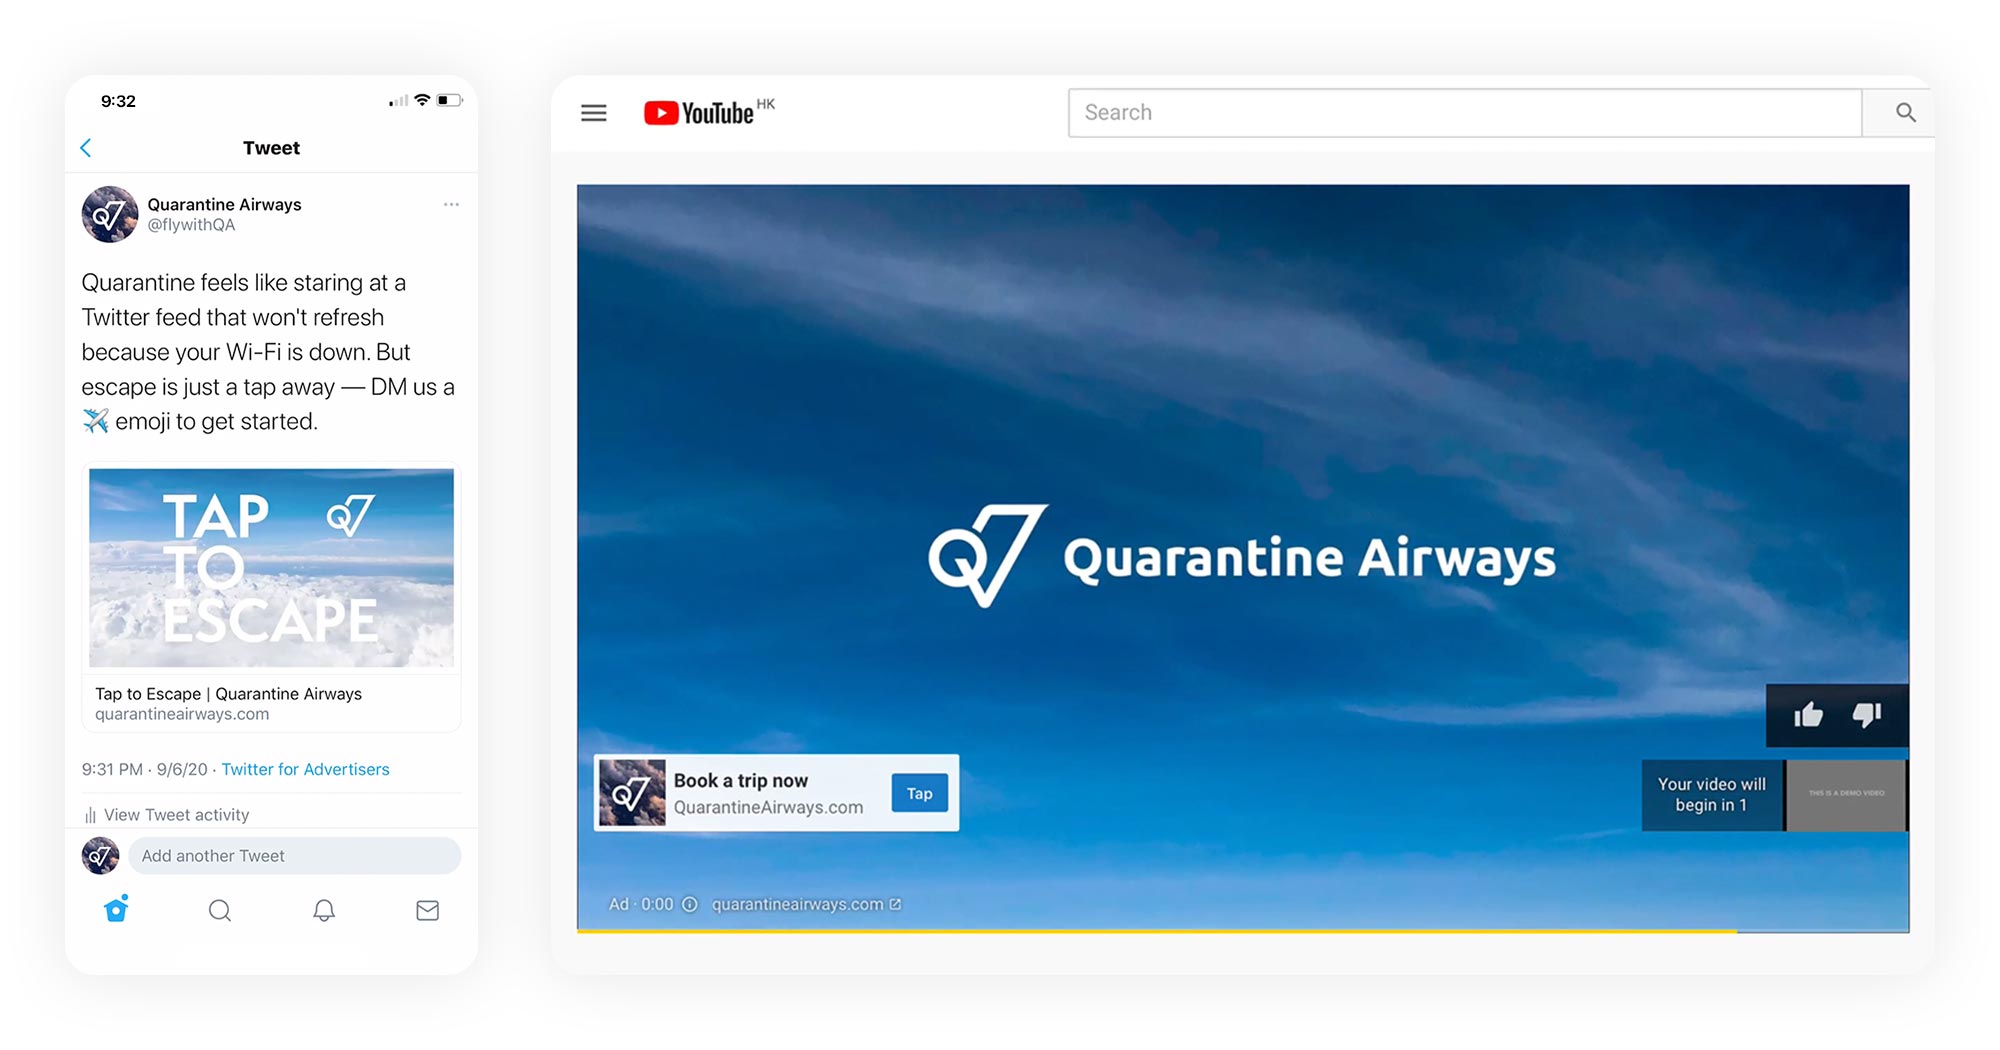 9:32
Tweet
Quarantine Airways
@flywithQA
Quarantine feels like staring at a
Twitter feed that won't refresh
because your Wi-Fi is down. But
escape is just a tap away — DM us a
✈️ emoji to get started.
TAP
TO
ESCAPE
Tap to Escape | Quarantine Airways
quarantineairways.com
9:31 PM · 9/6/20 · Twitter for Advertisers
View Tweet activity
Add another Tweet
YouTube HK
Search
Quarantine Airways
Book a trip now
QuarantineAirways.com
Tap
Your video will
begin in 1
THIS IS A DEMO VIDEO
Ad · 0:00
quarantineairways.com